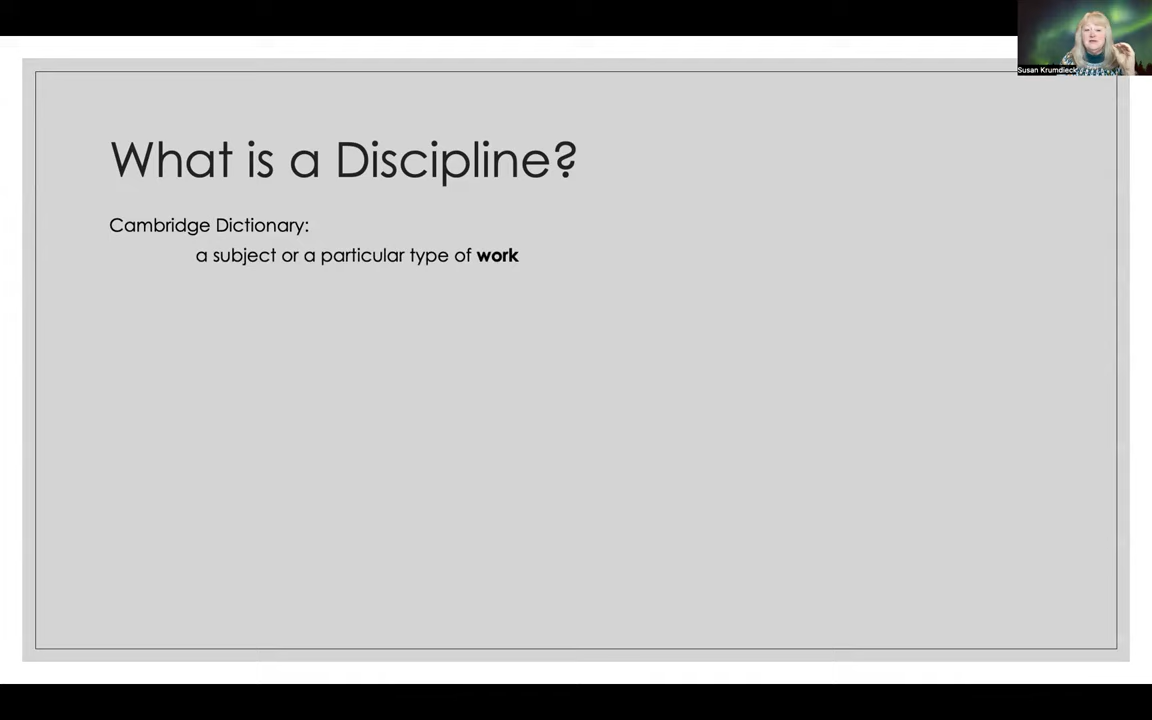 Susan Krumdieck
What is a Discipline?
Cambridge Dictionary:
a subject or a particular type of work